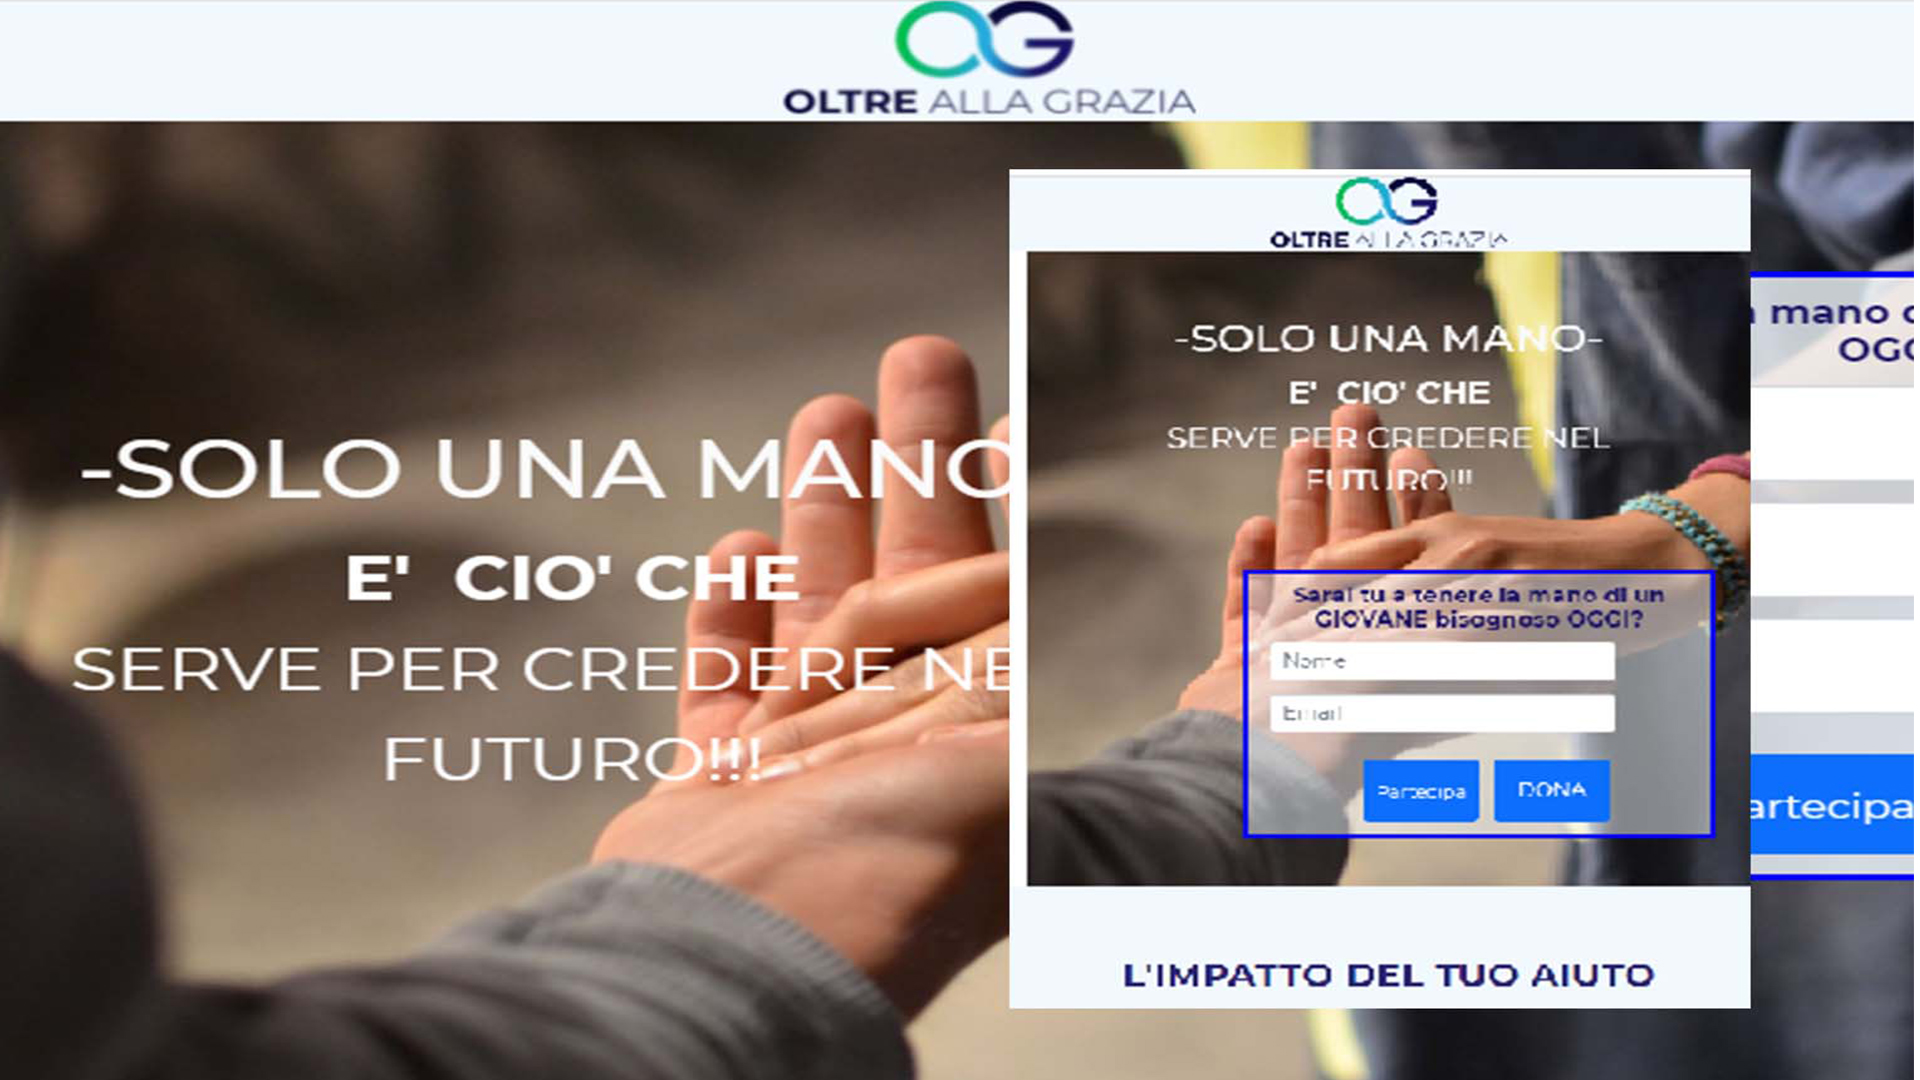 OLTRE ALLA GRAZIA
-SOLO UNA MANO
E' CIO' CHE
SERVE PER CREDERE NE
FUTURO!!!
OLTRE ALLA GRAZIA
-SOLO UNA MANO-
E' CIO' CHE
SERVE PER CREDERE NEL
FUTURO!!!
Sarai tu a tenere la mano di un
GIOVANE bisognoso OGGI?
Nome
Email
Partecipa
DONA
L'IMPATTO DEL TUO AIUTO
mano
OGG
artecipa